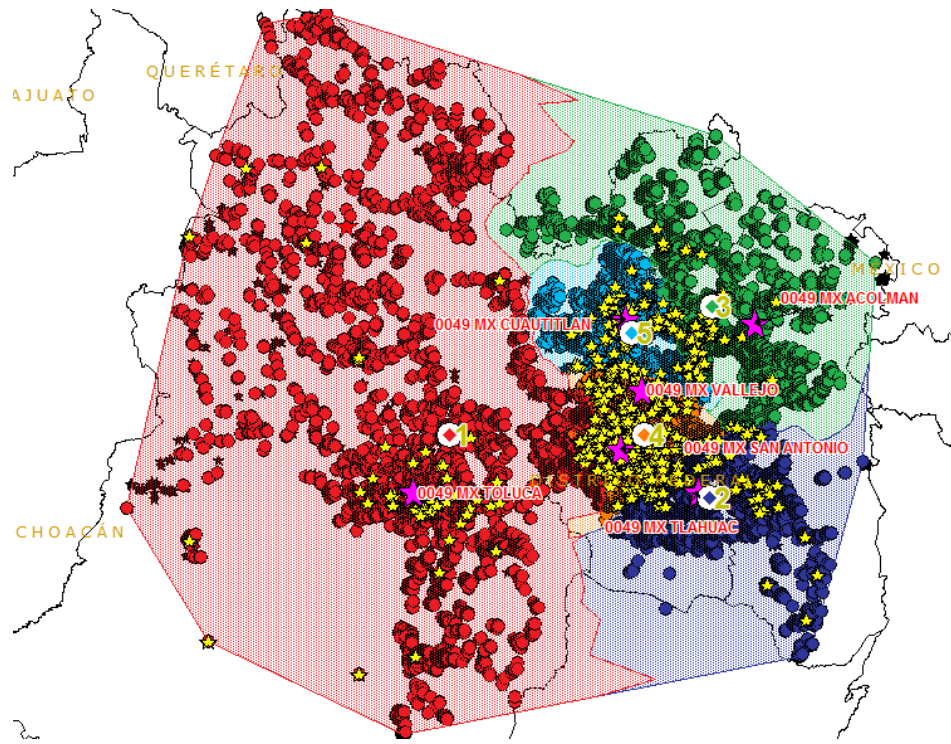 QUERÉTARO
AJUATO
MÉXICO
3
0049 MX ACOLMAN
0049 MX CUAUTITLAN
5
0049 MX VALLEJO
1
4
0049 MX SAN ANTONIO
0049 MX TOLUCA
2
0049 MX TLAHUAC
CHOACÁN